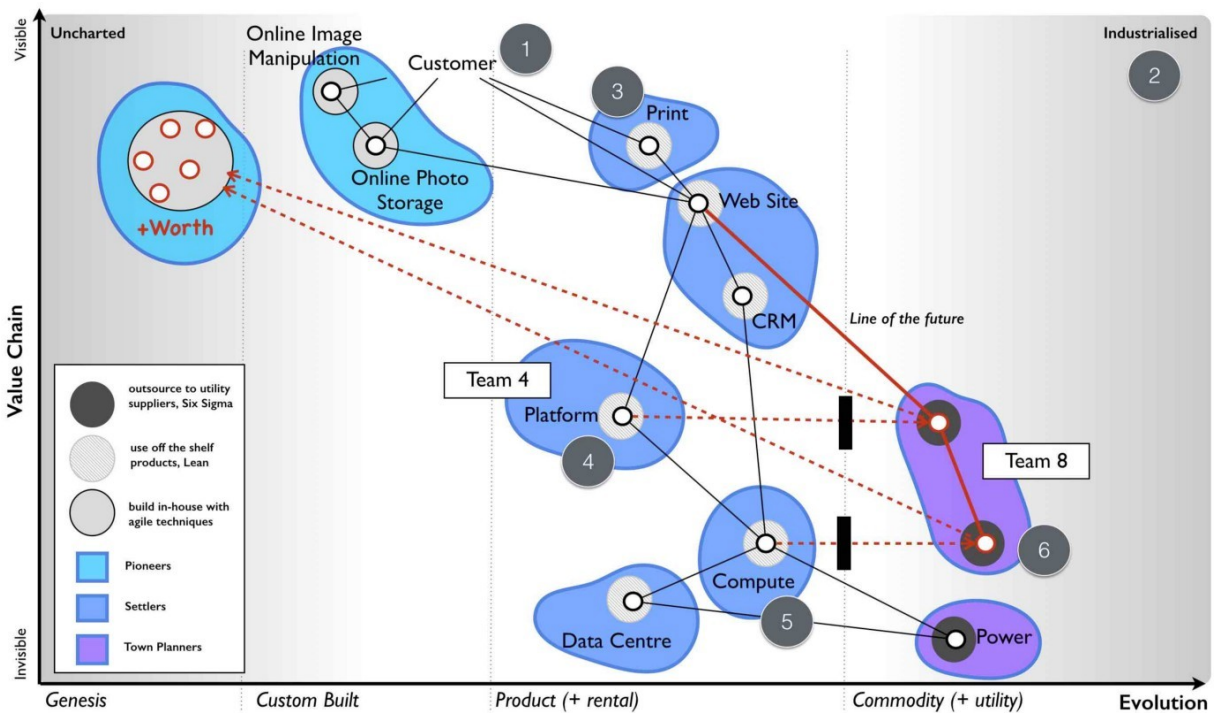 Visible
Uncharted
Online Image
Manipulation
Customer
1
Industrialised
2
3
Print
Online Photo
Storage
Web Site
+Worth
CRM
Line of the future
Value Chain
Team 4
Platform
4
Team 8
outsource to utility
suppliers, Six Sigma
use off the shelf
products, Lean
build in-house with
agile techniques
Pioneers
Settlers
Town Planners
6
Compute
5
Data Centre
Power
Invisible
Genesis
Custom Built
Product (+ rental)
Commodity (+ utility)
Evolution